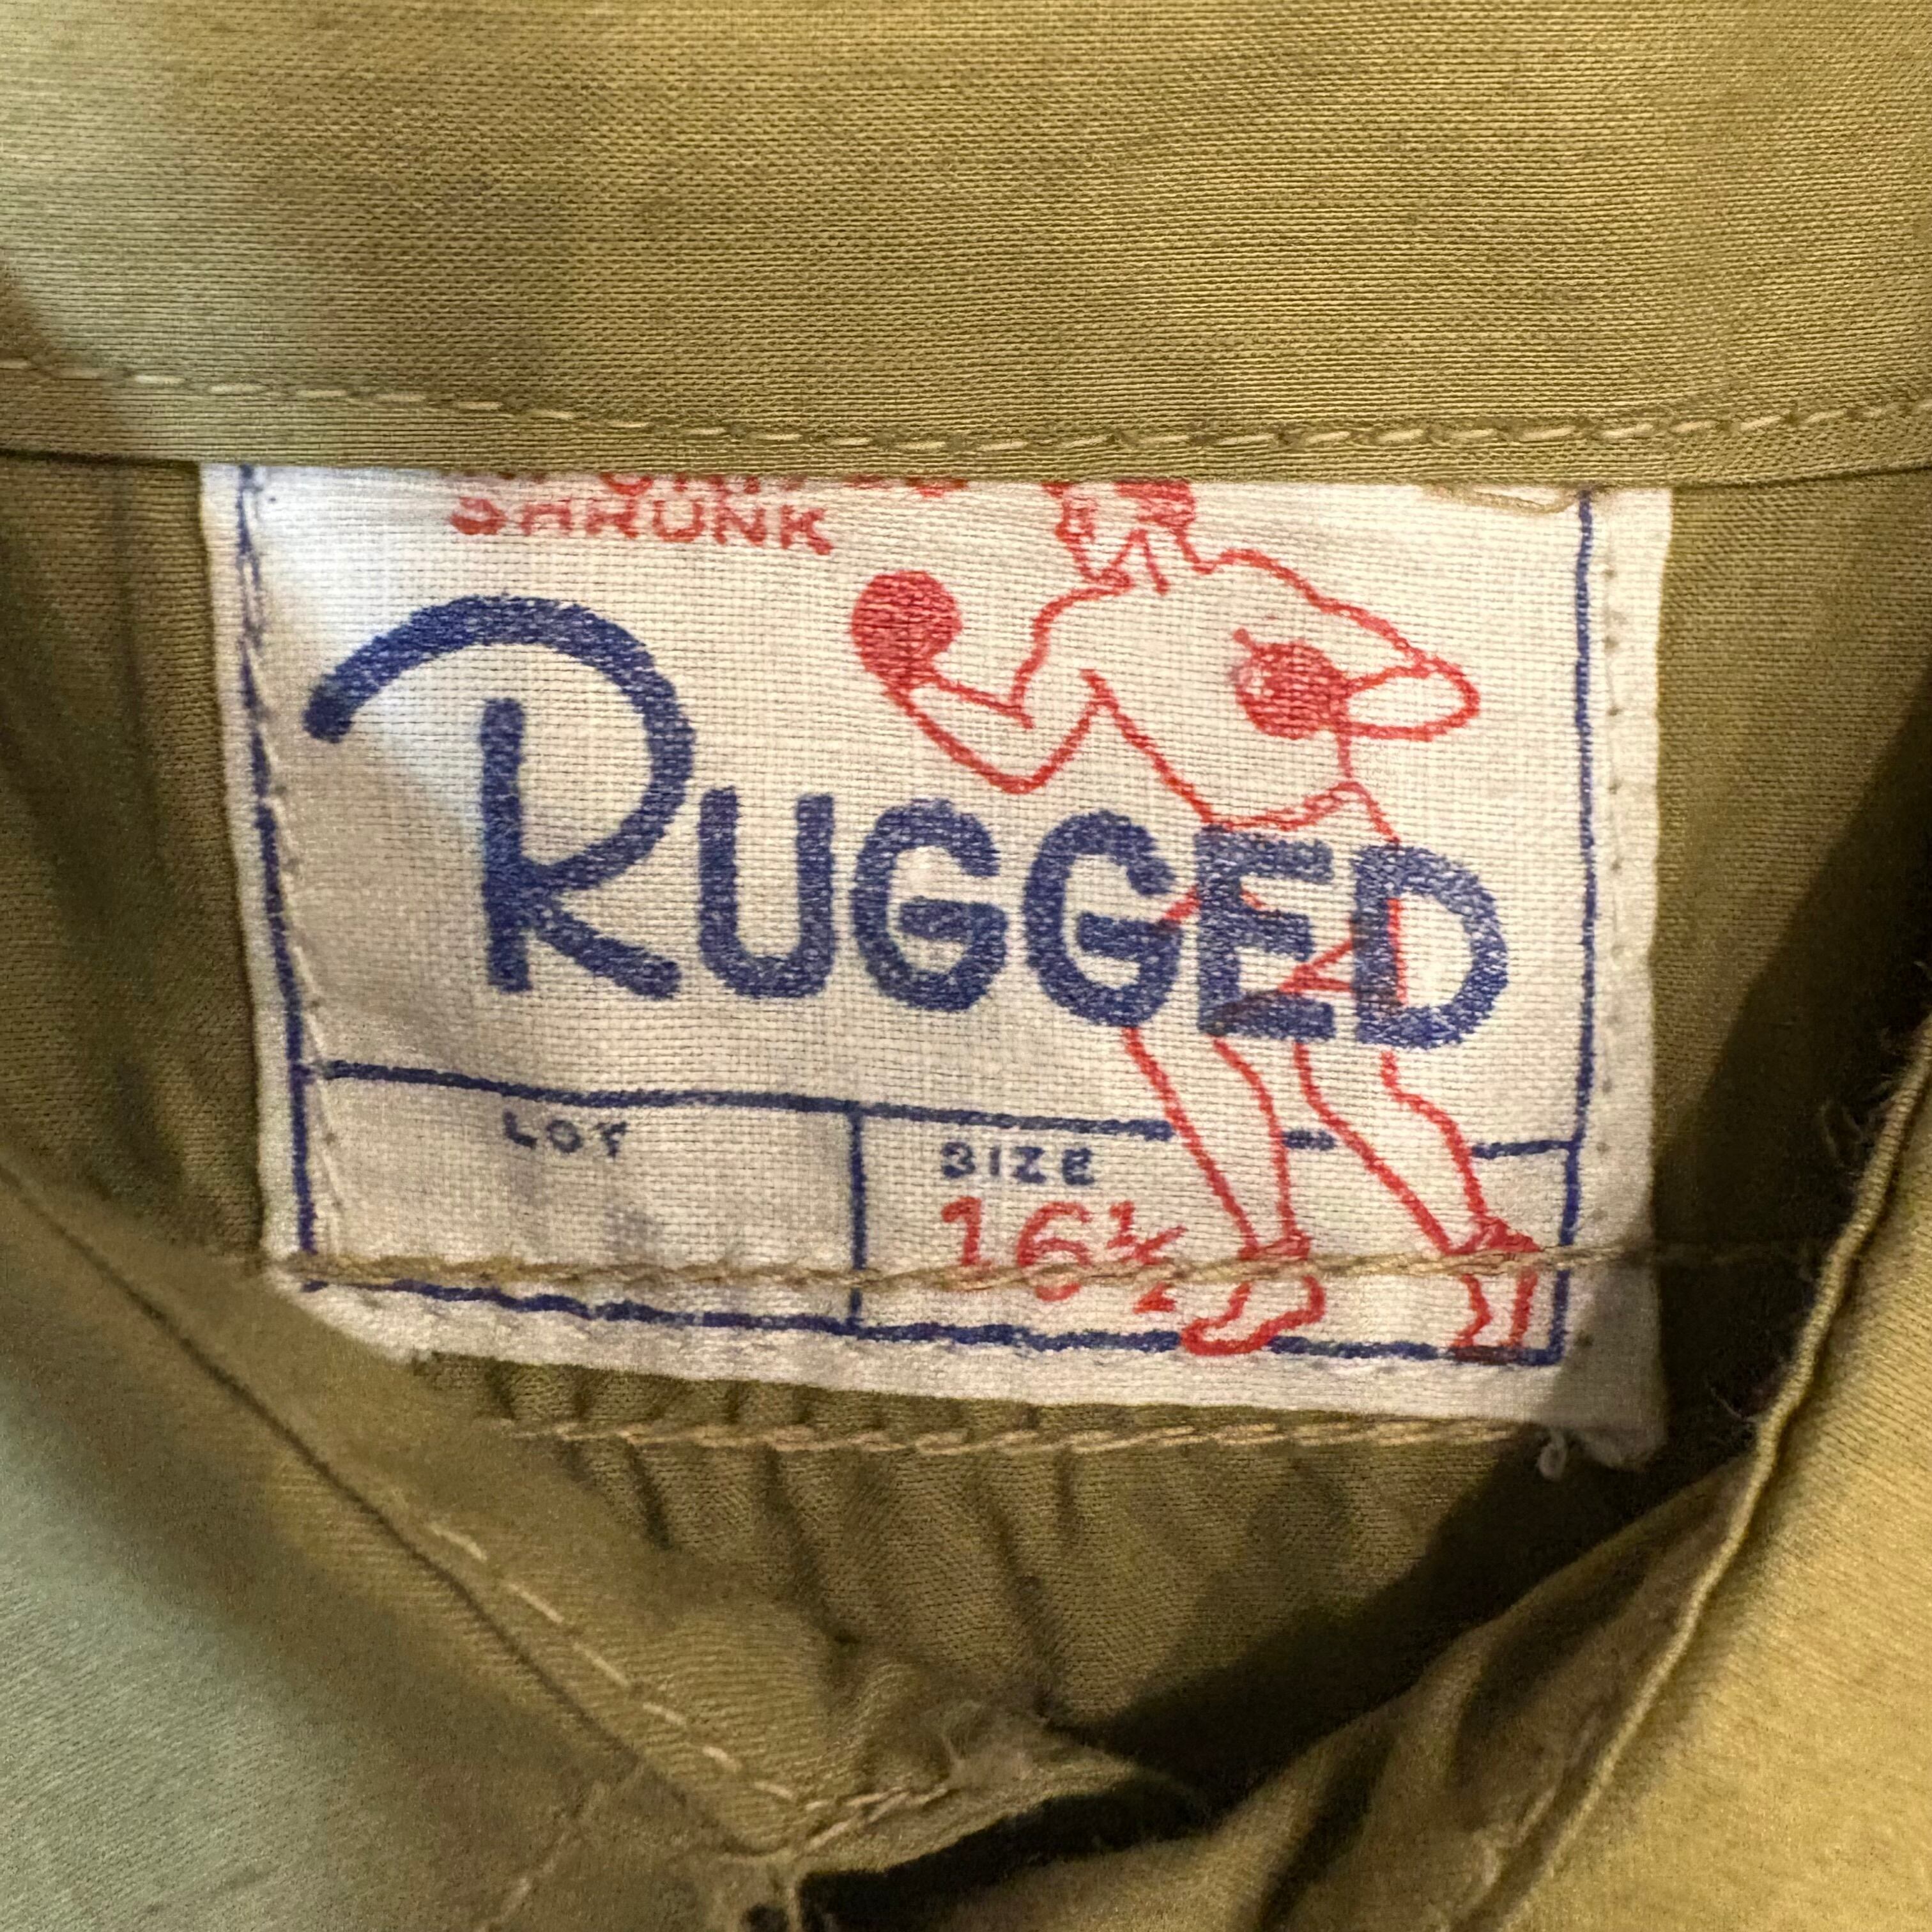 SHRUNK
RUGGED
LOT
SIZE
16½